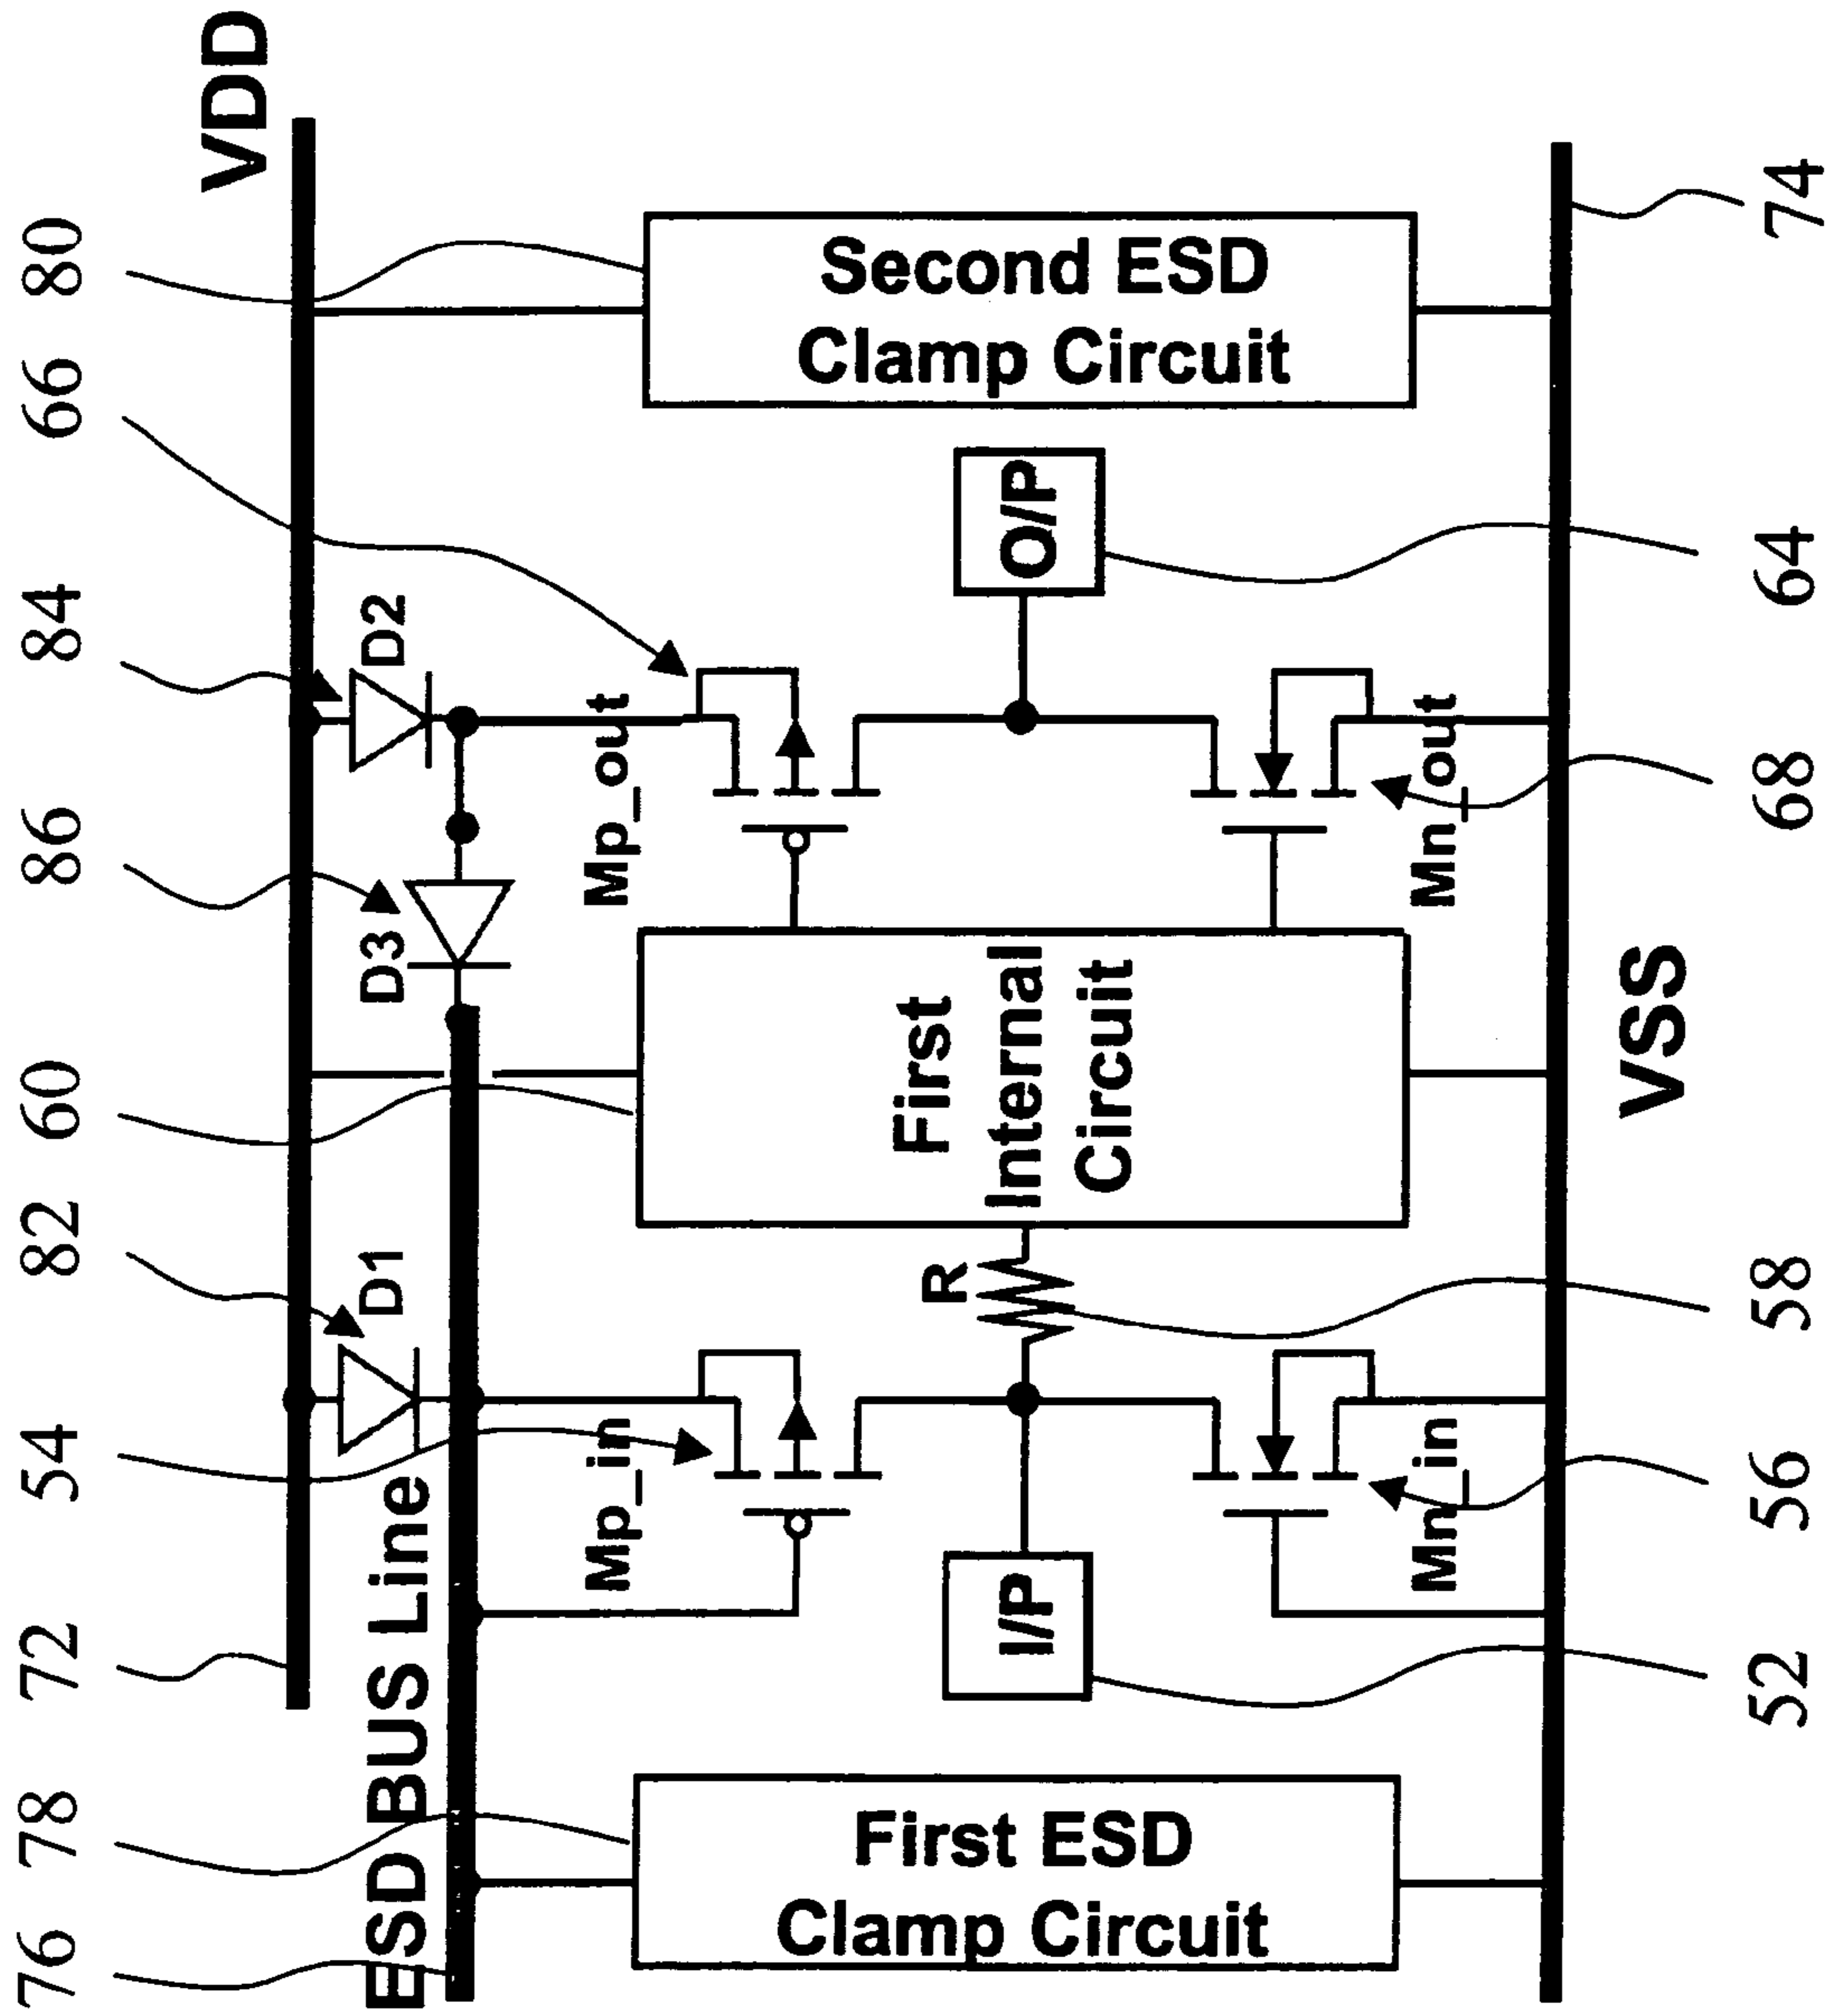 76 78 72 54 82 60 86 84 66 80
VDD
ESD BUS Line D1 D3 D2
Mp_in Mp_out
First ESD
Clamp Circuit
I/P
R
First
Internal
Circuit
O/P
Second ESD
Clamp Circuit
Mn_in Mn_out
VSS
52 56 58 68 64 74